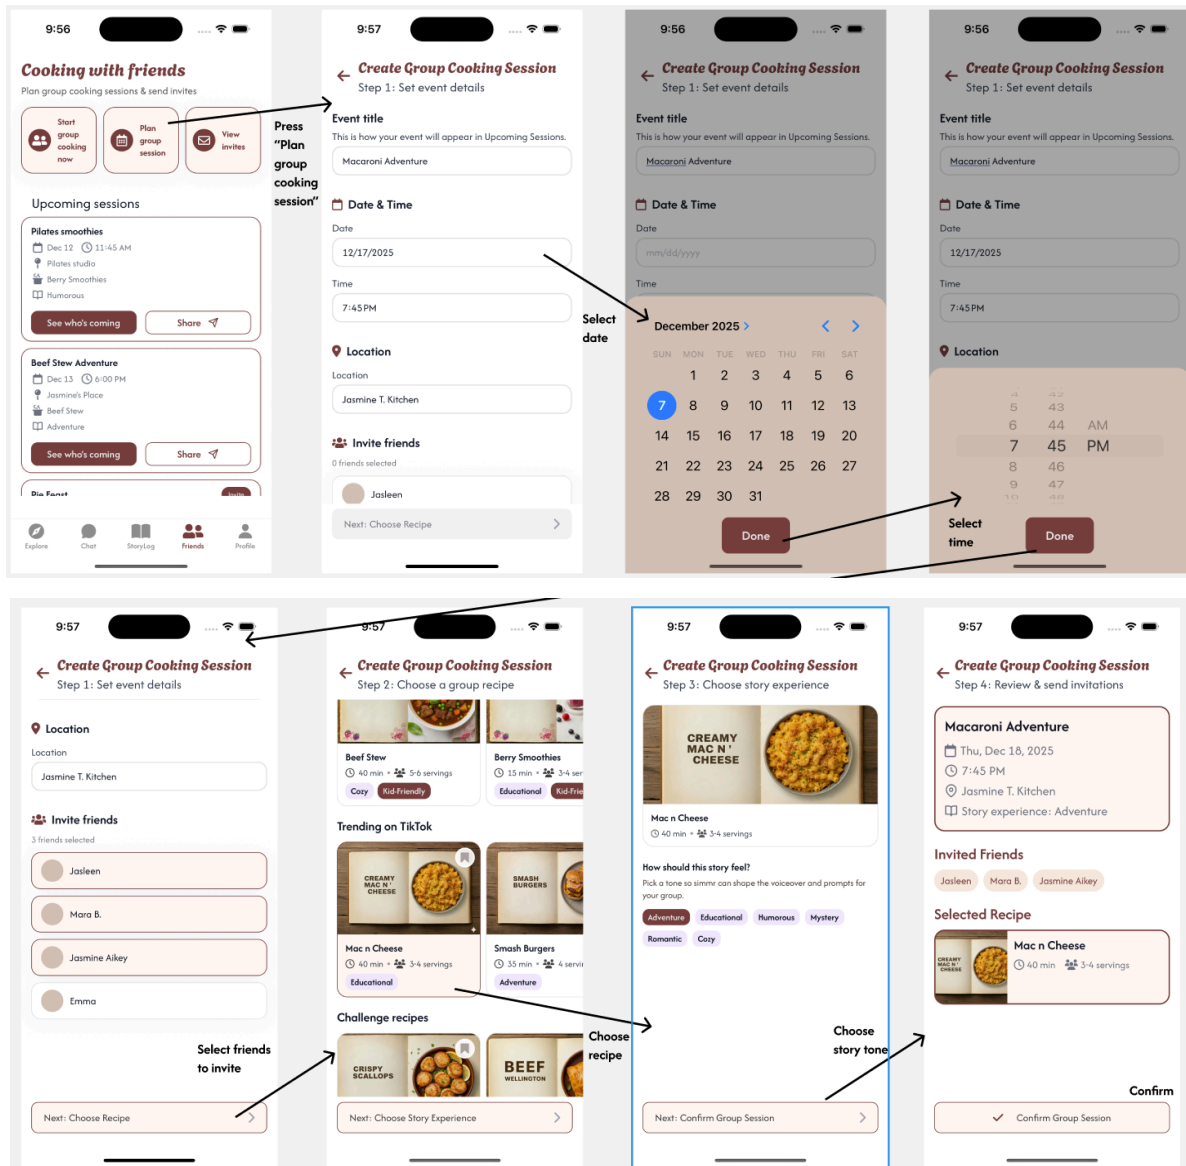 9:56
Cooking with friends
Plan group cooking sessions & send invites
Start
group
cooking
now
Plan
group
session
View
invites
Upcoming sessions
Pilates smoothies
Dec 12 11:45 AM
Pilates studio
Berry Smoothies
Humorous
See who's coming
Share
Beef Stew Adventure
Dec 13 6:00 PM
Jasmine's Place
Beef Stew
Adventure
See who's coming
Share
Pie Feast
Invite
Explore
Chat
StoryLog
Friends
Profile
Press
"Plan
group
cooking
session"
9:57
Create Group Cooking Session
Step 1: Set event details
Event title
This is how your event will appear in Upcoming Sessions.
Macaroni Adventure
Date & Time
Date
12/17/2025
Time
7:45 PM
Location
Location
Jasmine T. Kitchen
Invite friends
0 friends selected
Jasleen
Next: Choose Recipe
Select
date
9:56
Create Group Cooking Session
Step 1: Set event details
Event title
This is how your event will appear in Upcoming Sessions.
Macaroni Adventure
Date & Time
Date
mm/dd/yyyy
Time
December 2025
SUN MON TUE WED THU FRI SAT
1 2 3 4 5 6
7 8 9 10 11 12 13
14 15 16 17 18 19 20
21 22 23 24 25 26 27
28 29 30 31
Done
9:56
Create Group Cooking Session
Step 1: Set event details
Event title
This is how your event will appear in Upcoming Sessions.
Macaroni Adventure
Date & Time
Date
12/17/2025
Time
7:45 PM
Location
4 42
5 43
6 44 AM
7 45 PM
8 46
9 47
10 48
Select
time
Done
9:57
Create Group Cooking Session
Step 1: Set event details
Location
Location
Jasmine T. Kitchen
Invite friends
3 friends selected
Jasleen
Mara B.
Jasmine Aikey
Emma
Select friends
to invite
Next: Choose Recipe
9:57
Create Group Cooking Session
Step 2: Choose a group recipe
Beef Stew
40 min • 5-6 servings
Cozy Kid-Friendly
Berry Smoothies
15 min • 3-4 ser
Educational Kid-Frie
Trending on TikTok
CREAMY
MAC N'
CHEESE
Mac n Cheese
40 min • 3-4 servings
Educational
SMASH
BURGERS
Smash Burgers
35 min • 4 servi
Adventure
Challenge recipes
CRISPY
SCALLOPS
BEEF
WELLINGTON
Next: Choose Story Experience
Choose
recipe
9:57
Create Group Cooking Session
Step 3: Choose story experience
CREAMY
MAC N'
CHEESE
Mac n Cheese
40 min • 3-4 servings
How should this story feel?
Pick a tone so simmr can shape the voiceover and prompts for
your group.
Adventure Educational Humorous Mystery
Romantic Cozy
Choose
story tone
Next: Confirm Group Session
9:57
Create Group Cooking Session
Step 4: Review & send invitations
Macaroni Adventure
Thu, Dec 18, 2025
7:45 PM
Jasmine T. Kitchen
Story experience: Adventure
Invited Friends
Jasleen Mara B. Jasmine Aikey
Selected Recipe
CREAMY
MAC N'
CHEESE
Mac n Cheese
40 min 3-4 servings
Confirm
Confirm Group Session